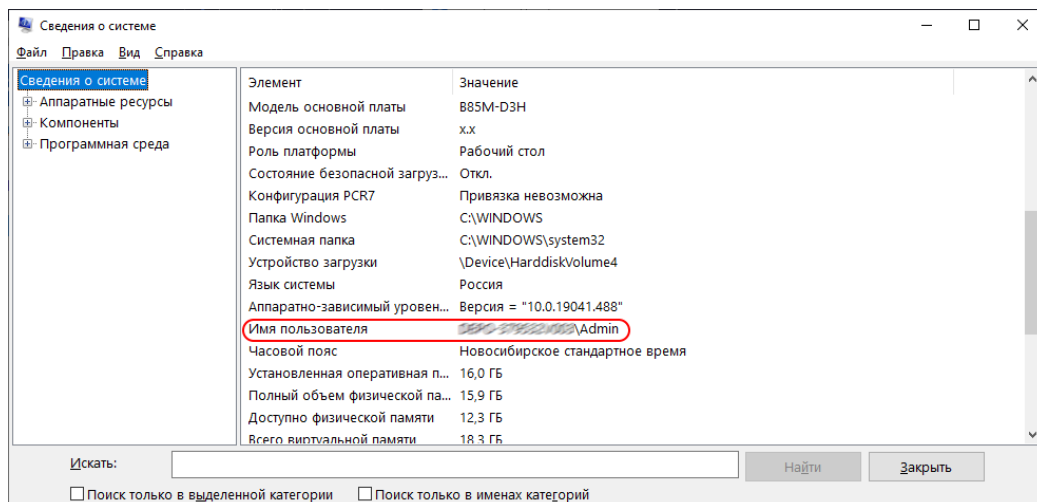 Сведения о системе
Файл Правка Вид Справка
Сведения о системе
Аппаратные ресурсы
Компоненты
Программная среда
Элемент Значение
Модель основной платы B85M-D3H
Версия основной платы x.x
Роль платформы Рабочий стол
Состояние безопасной загруз... Откл.
Конфигурация PCR7 Привязка невозможна
Папка Windows C:\WINDOWS
Системная папка C:\WINDOWS\system32
Устройство загрузки \Device\HarddiskVolume4
Язык системы Россия
Аппаратно-зависимый уровен... Версия = "10.0.19041.488"
Имя пользователя \Admin
Часовой пояс Новосибирское стандартное время
Установленная оперативная п... 16,0 ГБ
Полный объем физической па... 15,9 ГБ
Доступно физической памяти 12,3 ГБ
Всего виртуальной памяти 18,3 ГБ
Искать: Найти Закрыть
Поиск только в выделенной категории Поиск только в именах категорий